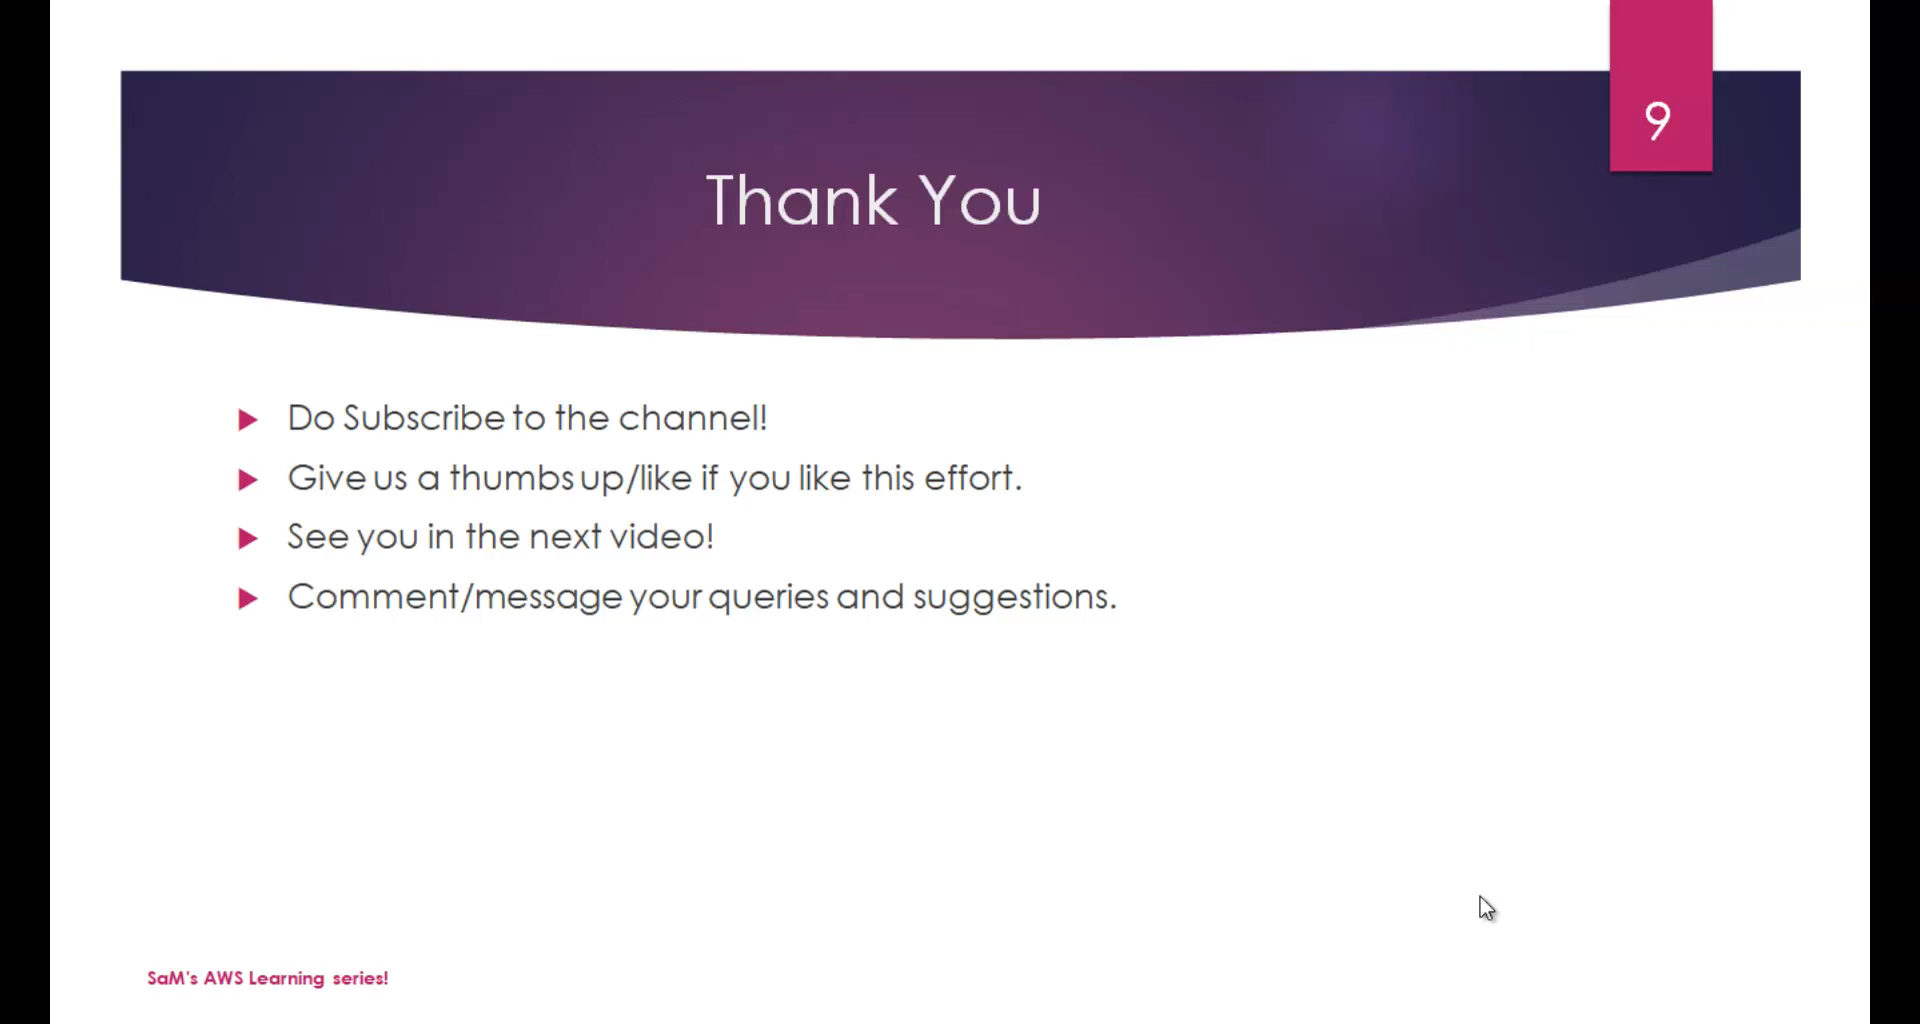 9
Thank You
Do Subscribe to the channel!
Give us a thumbs up/like if you like this effort.
See you in the next video!
Comment/message your queries and suggestions.
SaM's AWS Learning series!